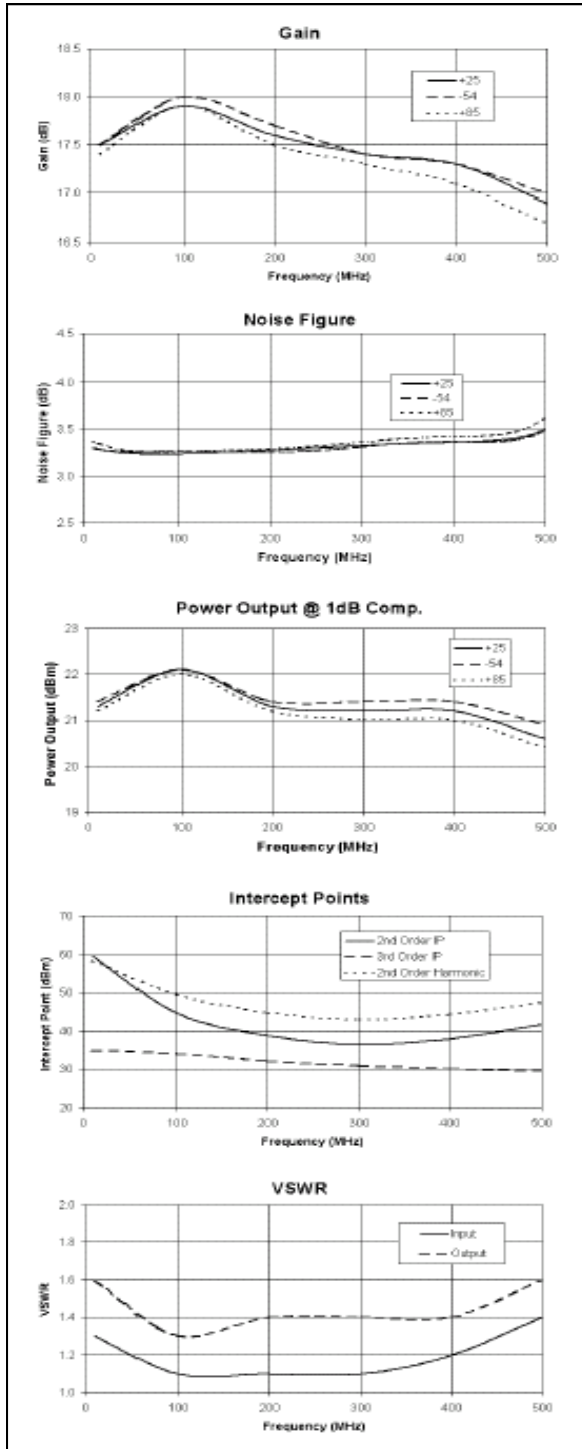 Gain
18.5
18.0
17.5
17.0
16.5
Gain (dB)
+25
-54
+85
0 100 200 300 400 500
Frequency (MHz)
Noise Figure
4.5
4.0
3.5
3.0
2.5
Noise Figure (dB)
+25
-54
+85
0 100 200 300 400 500
Frequency (MHz)
Power Output @ 1dB Comp.
23
22
21
20
19
Power Output (dBm)
+25
-54
+85
0 100 200 300 400 500
Frequency (MHz)
Intercept Points
70
60
50
40
30
20
Intercept Point (dBm)
2nd Order IP
3rd Order IP
2nd Order Harmonic
0 100 200 300 400 500
Frequency (MHz)
VSWR
2.0
1.8
1.6
1.4
1.2
1.0
VSWR
Input
Output
0 100 200 300 400 500
Frequency (MHz)